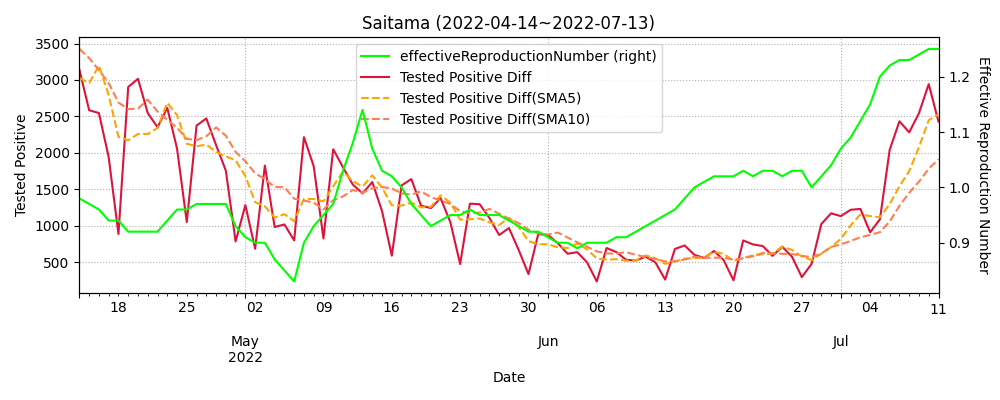 Saitama (2022-04-14~2022-07-13)
effectiveReproductionNumber (right)
Tested Positive Diff
Tested Positive Diff(SMA5)
Tested Positive Diff(SMA10)
Tested Positive
3500
3000
2500
2000
1500
1000
500
Effective Reproduction Number
1.2
1.1
1.0
0.9
18 25 02 09 16 23 30 06 13 20 27 04 11
May Jun Jul
2022
Date